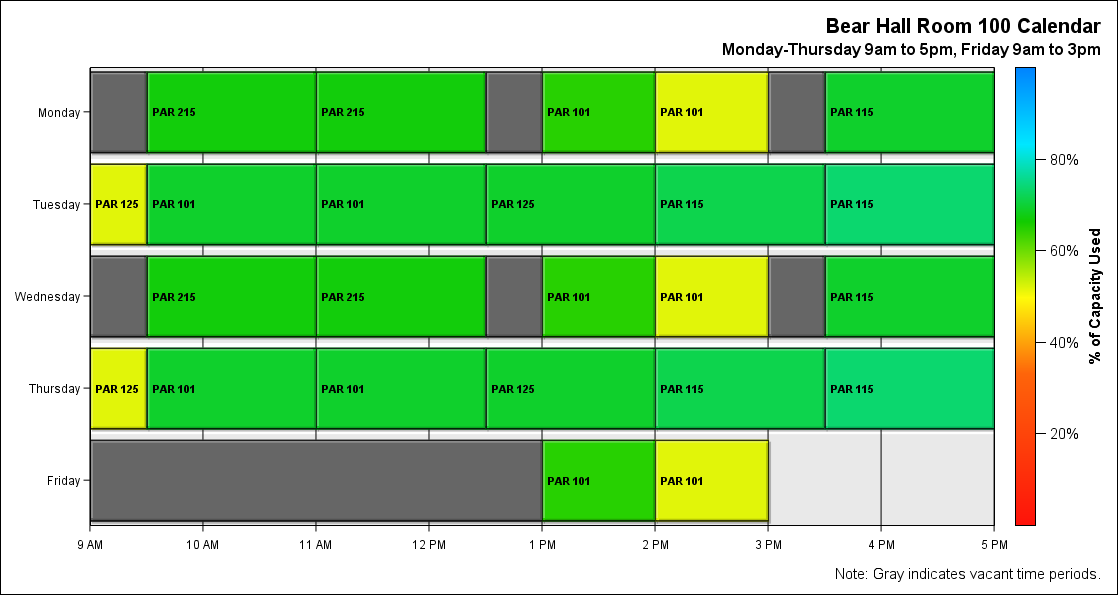 Bear Hall Room 100 Calendar
Monday-Thursday 9am to 5pm, Friday 9am to 3pm
Monday PAR 215 PAR 215 PAR 101 PAR 101 PAR 115
Tuesday PAR 125 PAR 101 PAR 101 PAR 125 PAR 115 PAR 115
Wednesday PAR 215 PAR 215 PAR 101 PAR 101 PAR 115
Thursday PAR 125 PAR 101 PAR 101 PAR 125 PAR 115 PAR 115
Friday PAR 101 PAR 101
9 AM 10 AM 11 AM 12 PM 1 PM 2 PM 3 PM 4 PM 5 PM
80%
60%
40%
20%
% of Capacity Used
Note: Gray indicates vacant time periods.